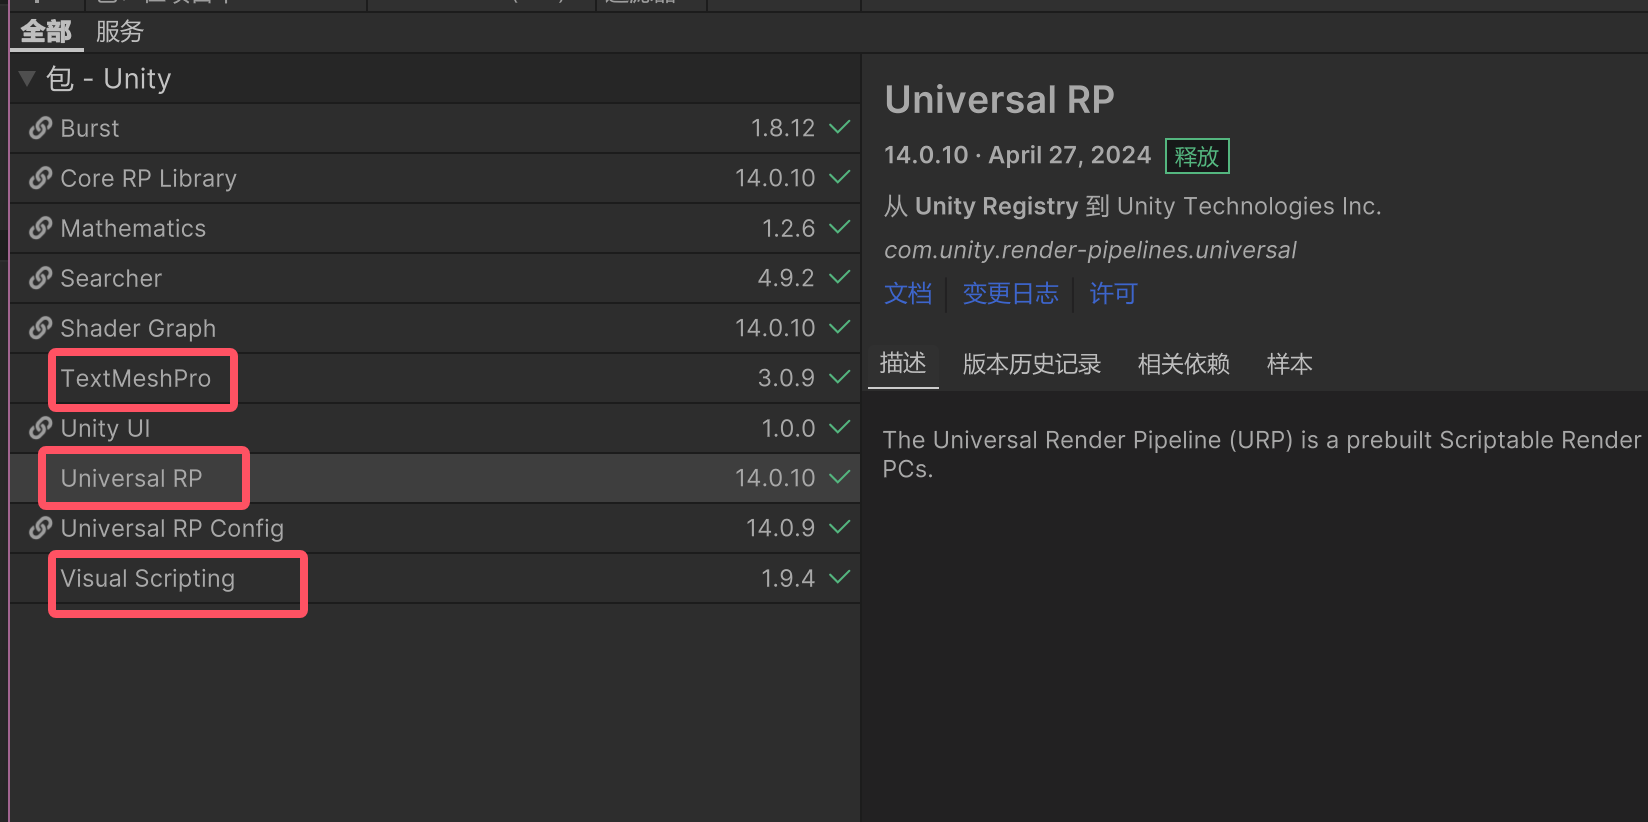 全部 服务
包 - Unity
Burst 1.8.12
Core RP Library 14.0.10
Mathematics 1.2.6
Searcher 4.9.2
Shader Graph 14.0.10
TextMeshPro 3.0.9
Unity UI 1.0.0
Universal RP 14.0.10
Universal RP Config 14.0.9
Visual Scripting 1.9.4
Universal RP
14.0.10 · April 27, 2024 释放
从 Unity Registry 到 Unity Technologies Inc.
com.unity.render-pipelines.universal
文档 变更日志 许可
描述 版本历史记录 相关依赖 样本
The Universal Render Pipeline (URP) is a prebuilt Scriptable Render
PCs.